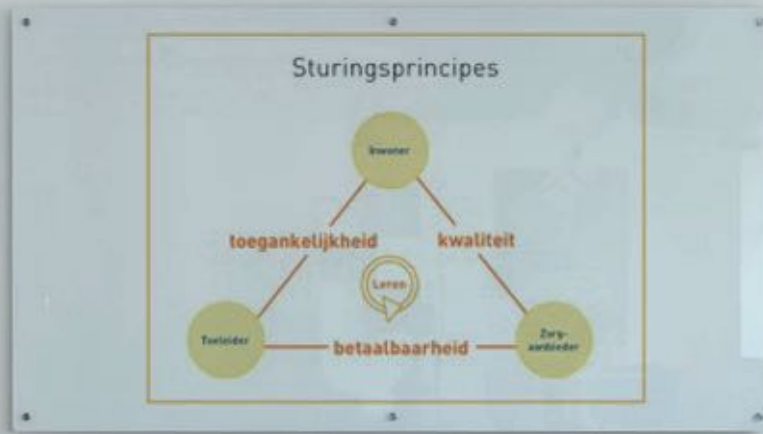 Sturingsprincipes
Inwoner
toegankelijkheid
kwaliteit
Leren
Toeleider
betaalbaarheid
Zorg-
aanbieder